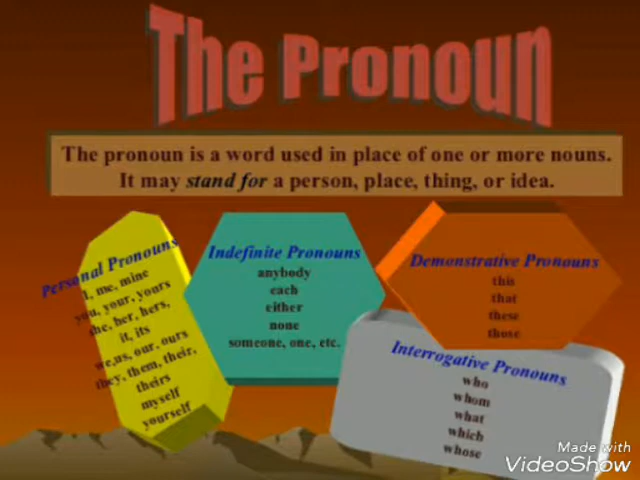 The Pronoun
The pronoun is a word used in place of one or more nouns.
It may stand for a person, place, thing, or idea.
Personal Pronouns
I, me, mine
you, your, yours
she, her, hers,
it, its
we,us, our, ours
they, them, their,
theirs
myself
yourself
Indefinite Pronouns
anybody
each
either
none
someone, one, etc.
Demonstrative Pronouns
this
that
these
those
Interrogative Pronouns
who
whom
what
which
whose
Made with
VideoShow